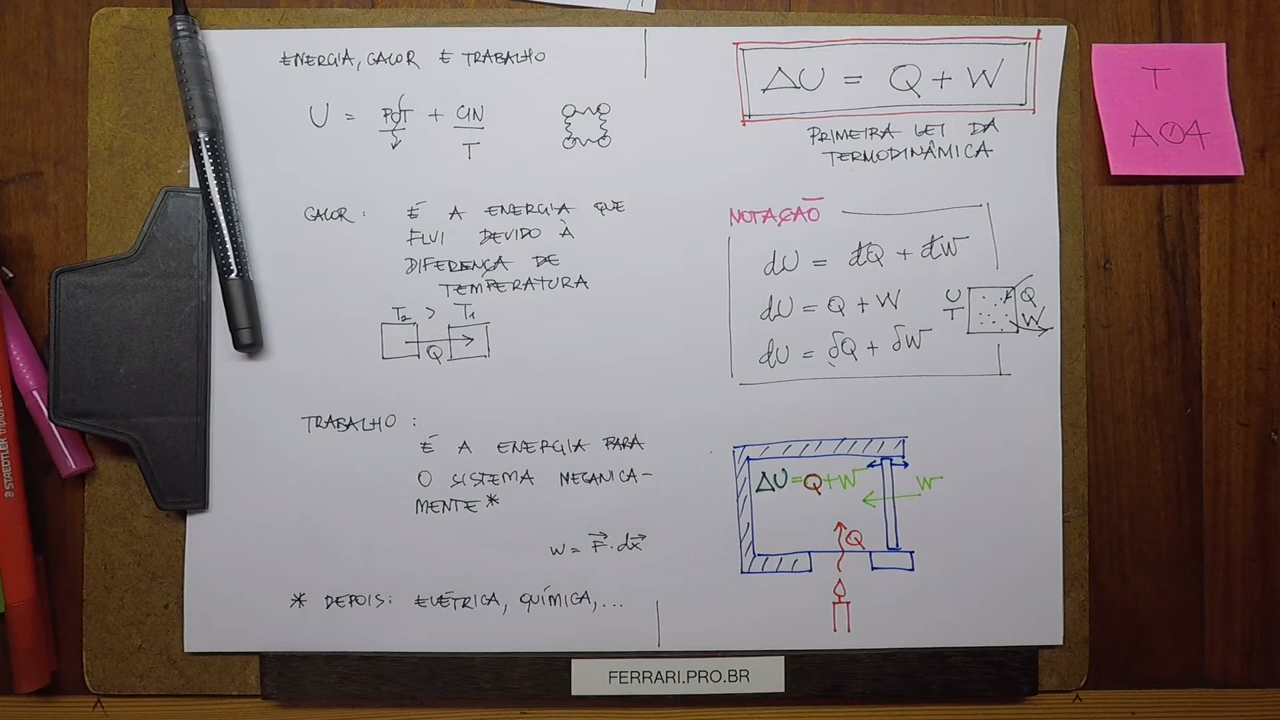 ENERGIA, CALOR E TRABALHO
U = POT + CIN
T
CALOR: É A ENERGIA QUE
FLUI DEVIDO À
DIFERENÇA DE
TEMPERATURA
T₂ > T₁
Q
TRABALHO:
É A ENERGIA PARA
O SISTEMA MECANICA-
MENTE*
W = F⃗ · dx⃗
* DEPOIS: ELÉTRICA, QUÍMICA, ...
ΔU = Q + W
PRIMEIRA LEI DA
TERMODINÂMICA
NOTAÇÃO
dU = đQ + đW
dU = Q + W
dU = δQ + δW
U
T
Q
W
ΔU = Q + W
W
Q
T
A04
STAEDTLER
FERRARI.PRO.BR